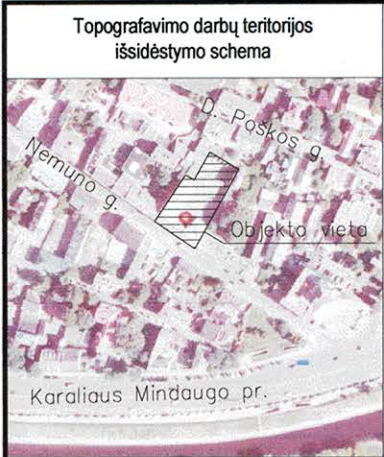 Topografavimo darbų teritorijos
išsidėstymo schema
D. Poškos g.
Nemuno g.
Objekto vieta
Karaliaus Mindaugo pr.